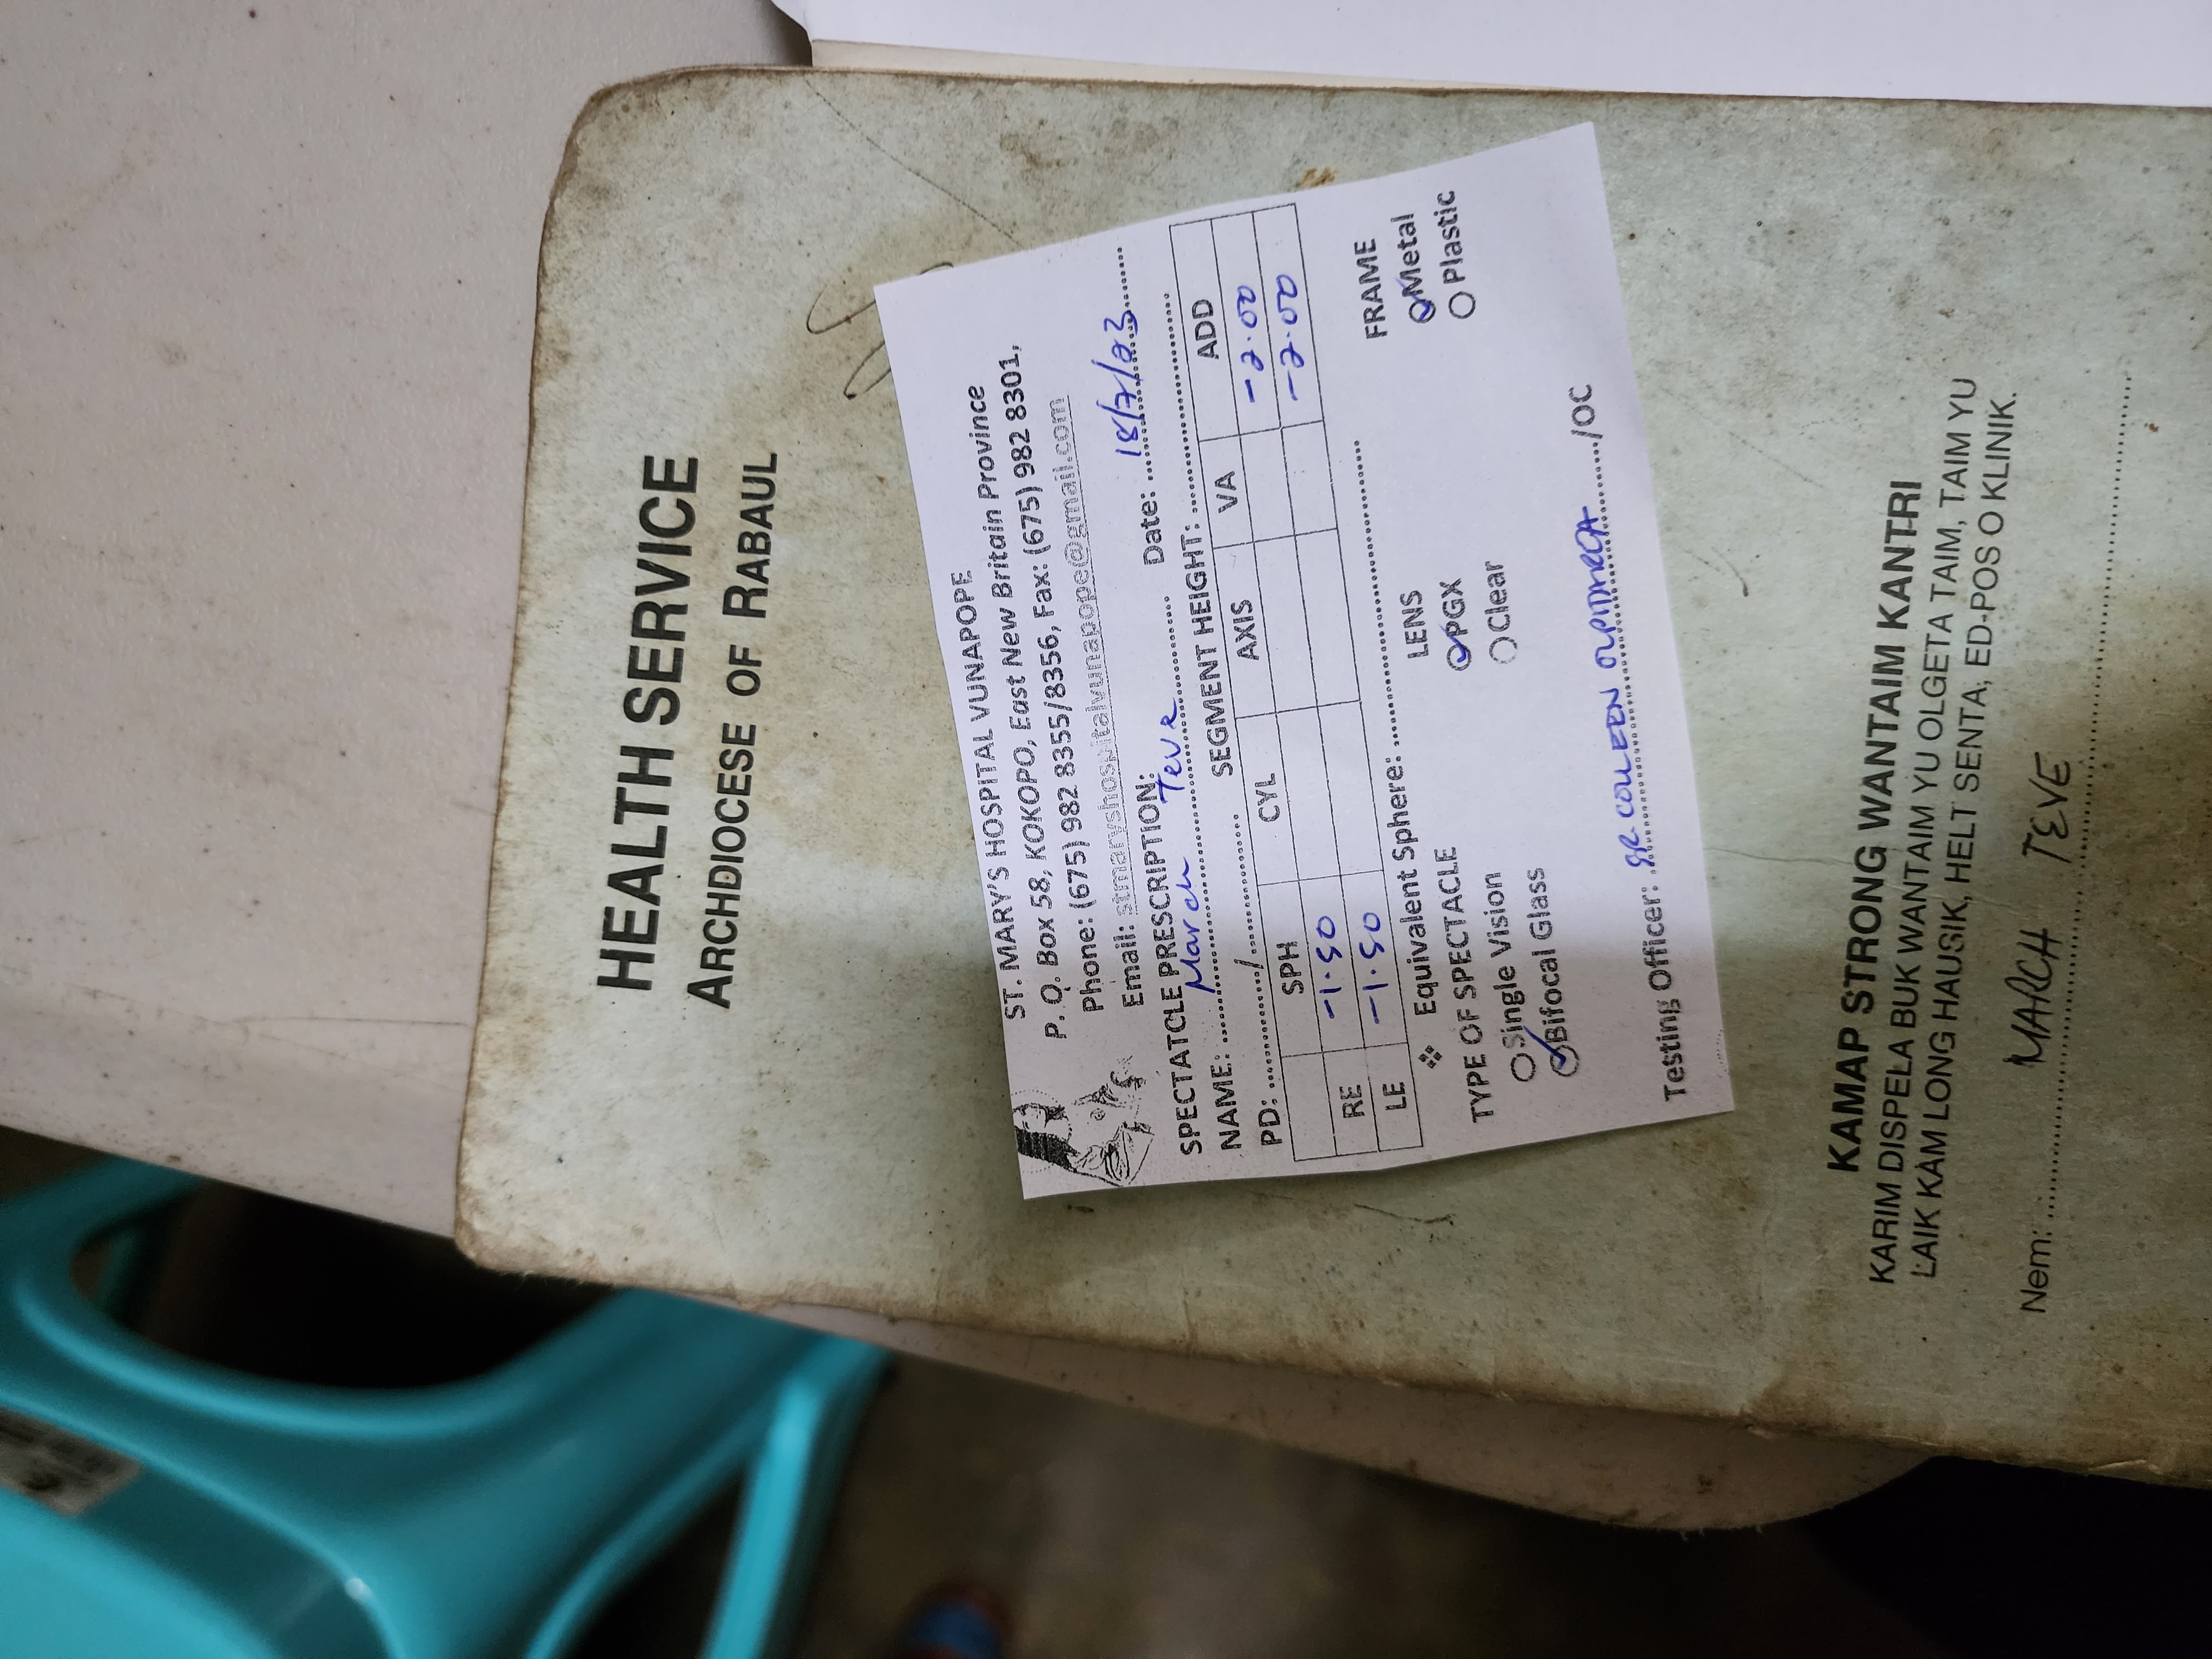 HEALTH SERVICE
ARCHDIOCESE OF RABAUL
ST. MARY'S HOSPITAL VUNAPOPE
P. O. Box 58, KOKOPO, East New Britain Province
Phone: (675) 982 8355/8356, Fax: (675) 982 8301,
Email: stmaryshospitalvunapope@gmail.com
SPECTATCLE PRESCRIPTION: Date: 18/7/23
NAME: March Teve
PD: ............/............ SEGMENT HEIGHT: ............
SPH CYL AXIS VA ADD
RE -1.50 -2.00
LE -1.50 -2.00
❖ Equivalent Sphere: ............
TYPE OF SPECTACLE LENS FRAME
Single Vision PGX Metal
Bifocal Glass Clear Plastic
Testing Officer: SR. COLLEEN /OC
KAMAP STRONG WANTAIM KANTRI
KARIM DISPELA BUK WANTAIM YU OLGETA TAIM, TAIM YU
LAIK KAM LONG HAUSIK, HELT SENTA, ED-POS O KLINIK.
Nem: MARCH TEVE